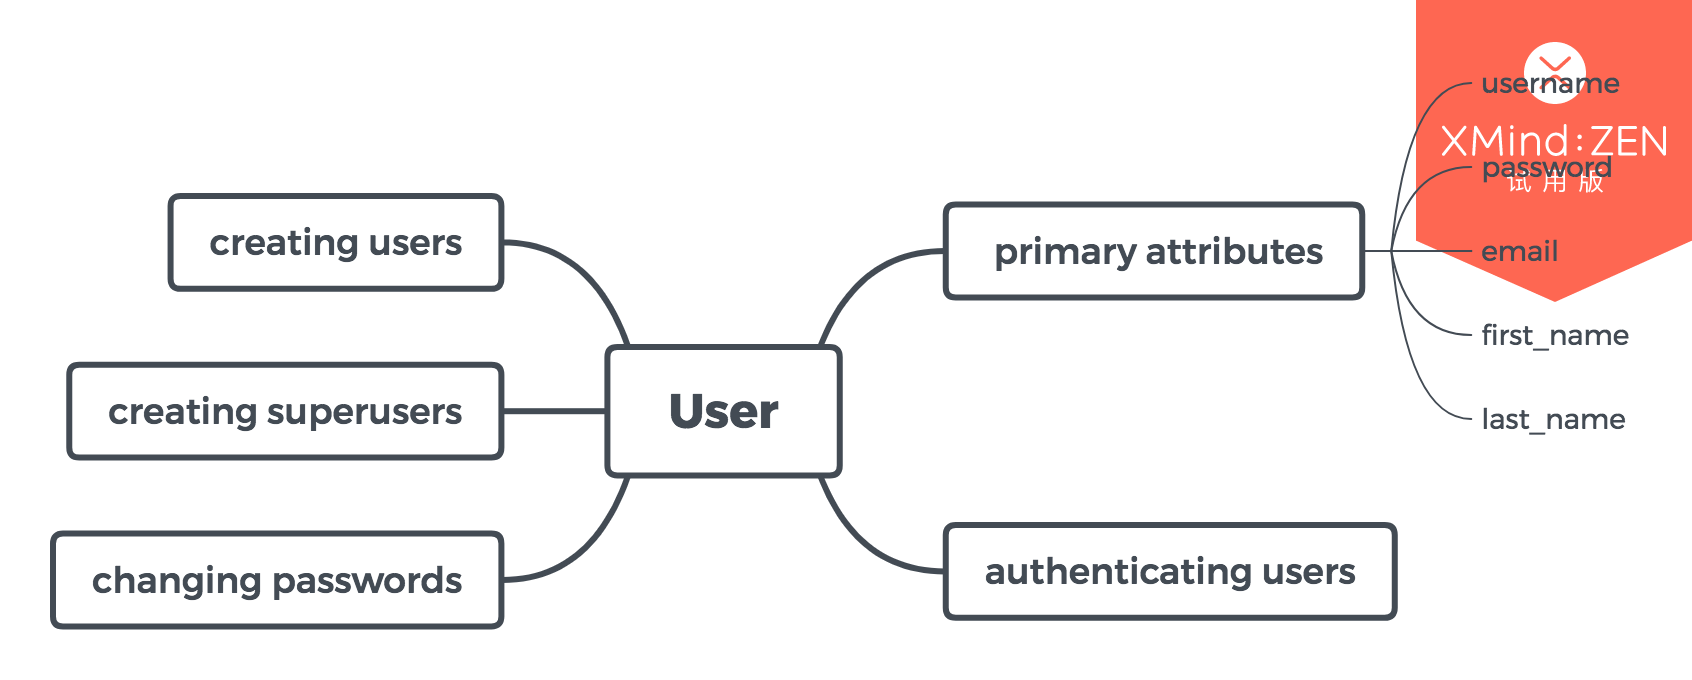 creating users
creating superusers
changing passwords
User
primary attributes
username
password
email
first_name
last_name
authenticating users
XMind:ZEN
试用版